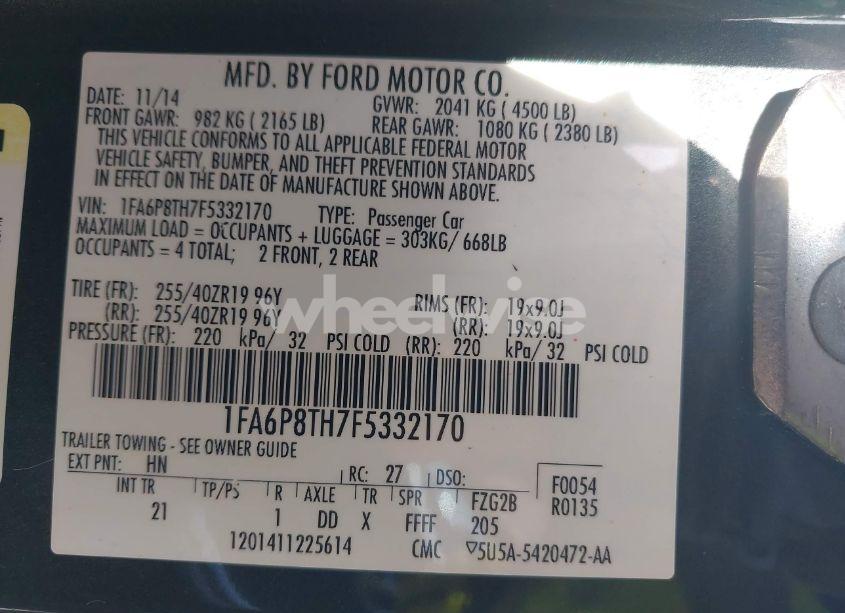 MFD. BY FORD MOTOR CO.
DATE: 11/14 GVWR: 2041 KG ( 4500 LB)
FRONT GAWR: 982 KG ( 2165 LB) REAR GAWR: 1080 KG ( 2380 LB)
THIS VEHICLE CONFORMS TO ALL APPLICABLE FEDERAL MOTOR
VEHICLE SAFETY, BUMPER, AND THEFT PREVENTION STANDARDS
IN EFFECT ON THE DATE OF MANUFACTURE SHOWN ABOVE.
VIN: 1FA6P8TH7F5332170 TYPE: Passenger Car
MAXIMUM LOAD = OCCUPANTS + LUGGAGE = 303KG/ 668LB
OCCUPANTS = 4 TOTAL; 2 FRONT, 2 REAR
TIRE (FR): 255/40ZR19 96Y RIMS (FR): 19x9.0J
(RR): 255/40ZR19 96Y (RR): 19x9.0J
wheelwise
PRESSURE (FR): 220 kPa/ 32 PSI COLD (RR): 220 kPa/ 32 PSI COLD
1FA6P8TH7F5332170
TRAILER TOWING - SEE OWNER GUIDE
EXT PNT: HN RC: 27 DSO: F0054
INT TR TP/PS R AXLE TR SPR FZG2B R0135
21 1 DD X FFFF 205
1201411225614 CMC ▽5U5A-5420472-AA